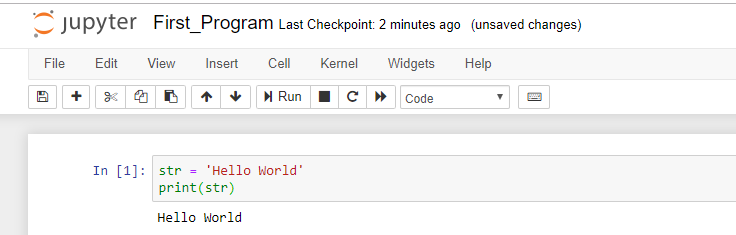 jupyter First_Program Last Checkpoint: 2 minutes ago (unsaved changes)
File Edit View Insert Cell Kernel Widgets Help
Run Code
In [1]: str = 'Hello World'
print(str)
Hello World